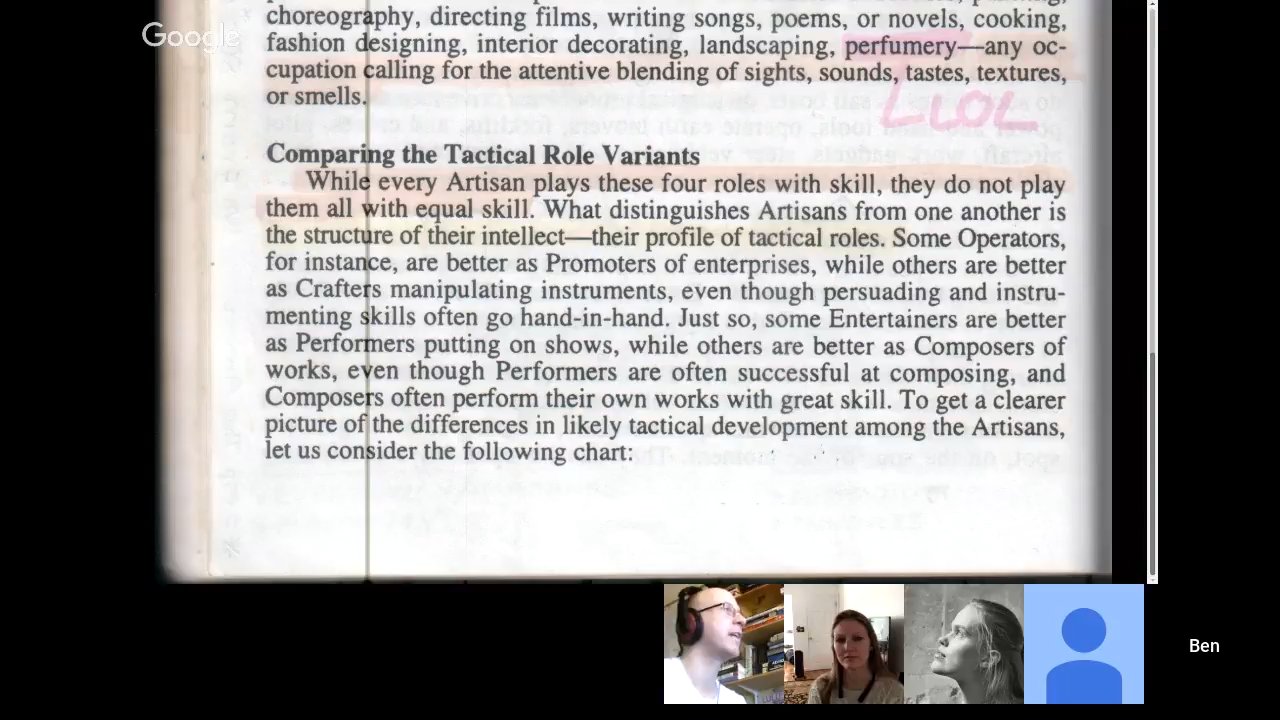 Google
choreography, directing films, writing songs, poems, or novels, cooking,
fashion designing, interior decorating, landscaping, perfumery—any oc-
cupation calling for the attentive blending of sights, sounds, tastes, textures,
or smells.
LLOL
Comparing the Tactical Role Variants
While every Artisan plays these four roles with skill, they do not play
them all with equal skill. What distinguishes Artisans from one another is
the structure of their intellect—their profile of tactical roles. Some Operators,
for instance, are better as Promoters of enterprises, while others are better
as Crafters manipulating instruments, even though persuading and instru-
menting skills often go hand-in-hand. Just so, some Entertainers are better
as Performers putting on shows, while others are better as Composers of
works, even though Performers are often successful at composing, and
Composers often perform their own works with great skill. To get a clearer
picture of the differences in likely tactical development among the Artisans,
let us consider the following chart:
Ben